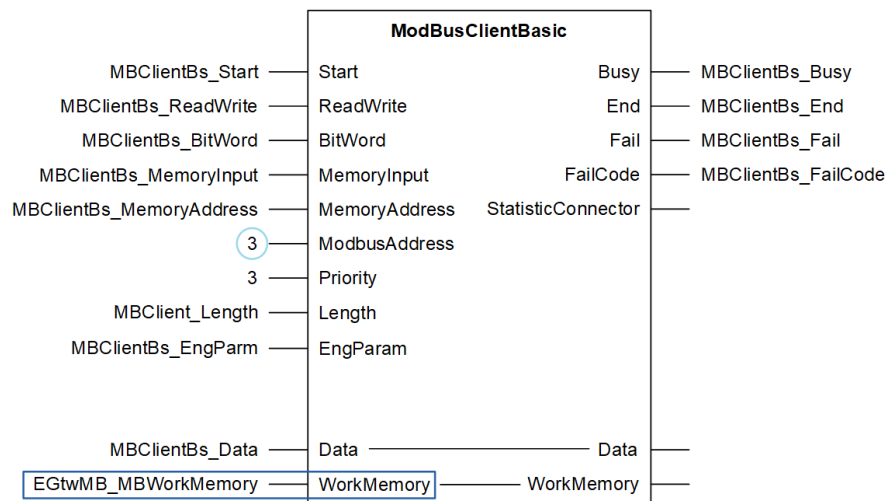 ModBusClientBasic
MBClientBs_Start Start Busy MBClientBs_Busy
MBClientBs_ReadWrite ReadWrite End MBClientBs_End
MBClientBs_BitWord BitWord Fail MBClientBs_Fail
MBClientBs_MemoryInput MemoryInput FailCode MBClientBs_FailCode
MBClientBs_MemoryAddress MemoryAddress StatisticConnector
3 ModbusAddress
3 Priority
MBClient_Length Length
MBClientBs_EngParm EngParam
MBClientBs_Data Data Data
EGtwMB_MBWorkMemory WorkMemory WorkMemory